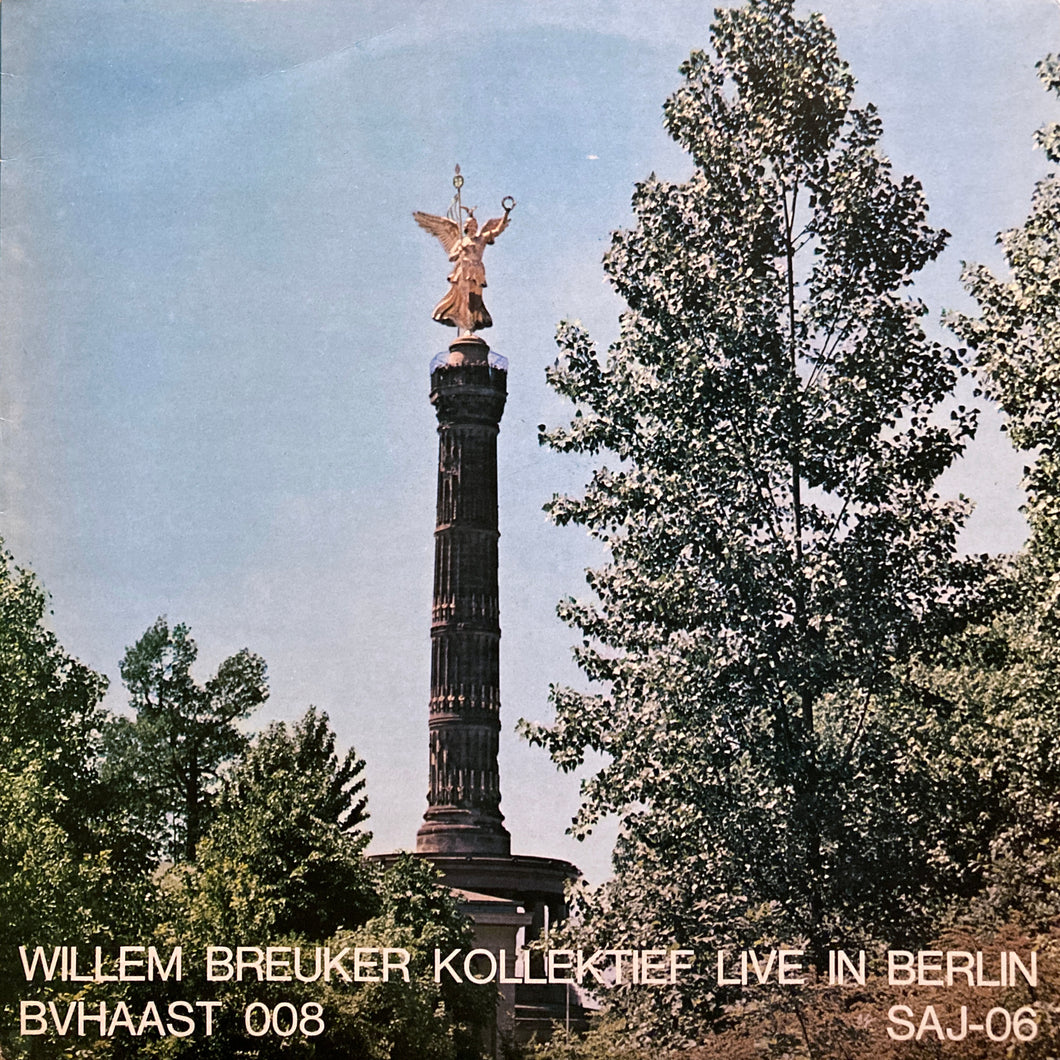 WILLEM BREUKER KOLLEKTIEF LIVE IN BERLIN
BVHAAST 008 SAJ-06